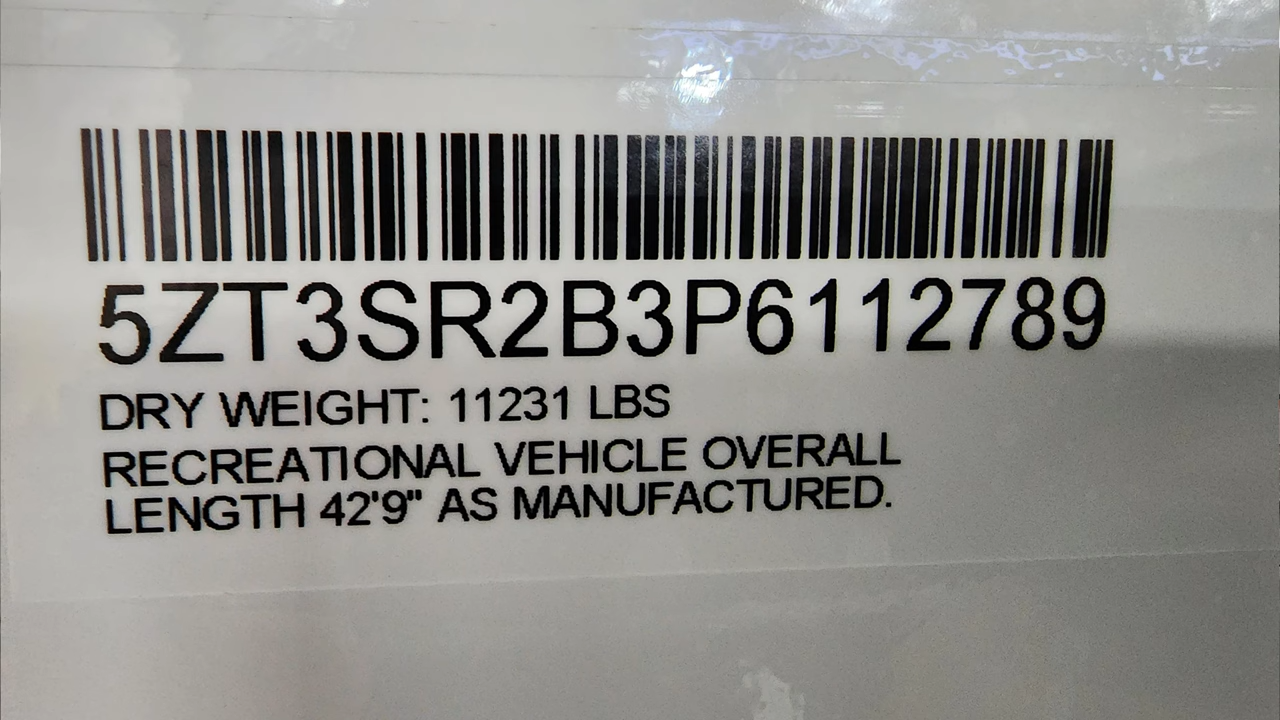 5ZT3SR2B3P6112789
DRY WEIGHT: 11231 LBS
RECREATIONAL VEHICLE OVERALL
LENGTH 42'9" AS MANUFACTURED.